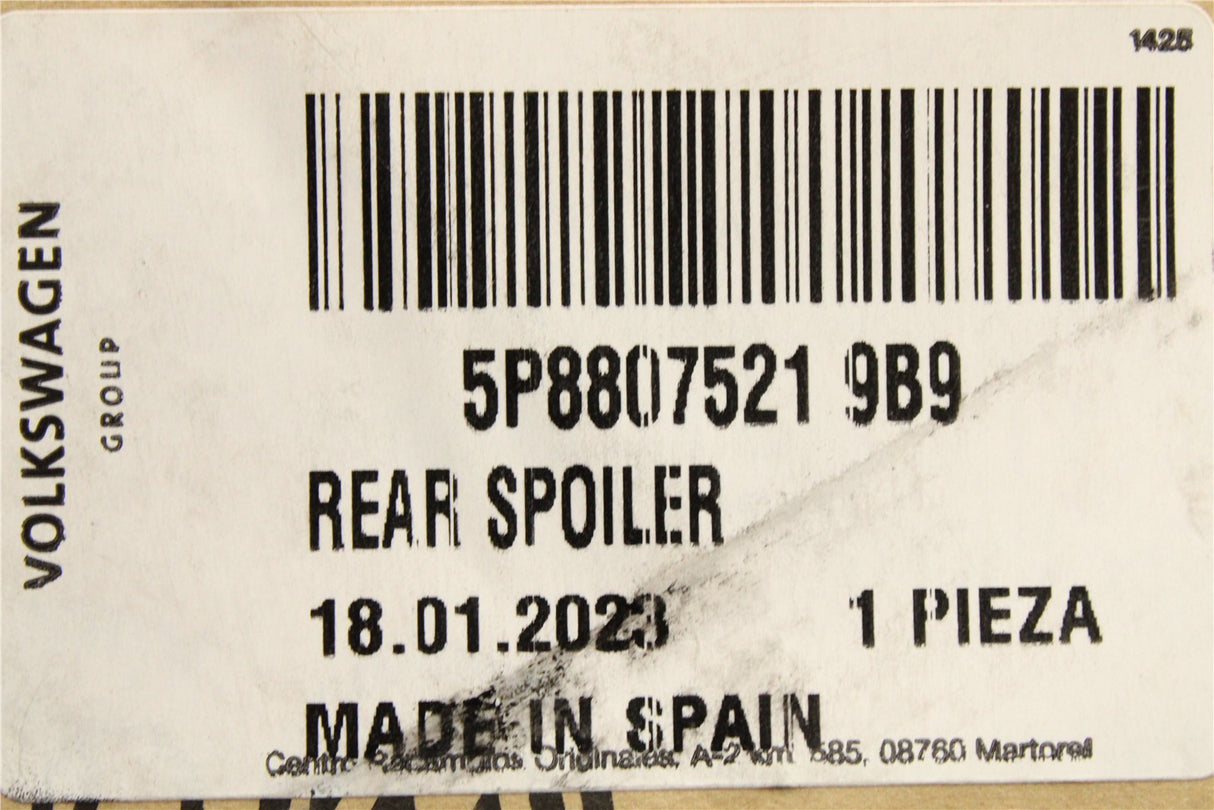 1425
VOLKSWAGEN
GROUP
5P8807521 9B9
REAR SPOILER
18.01.2023 1 PIEZA
MADE IN SPAIN
Centro Originales, A-2 km 585, 08760 Martorell